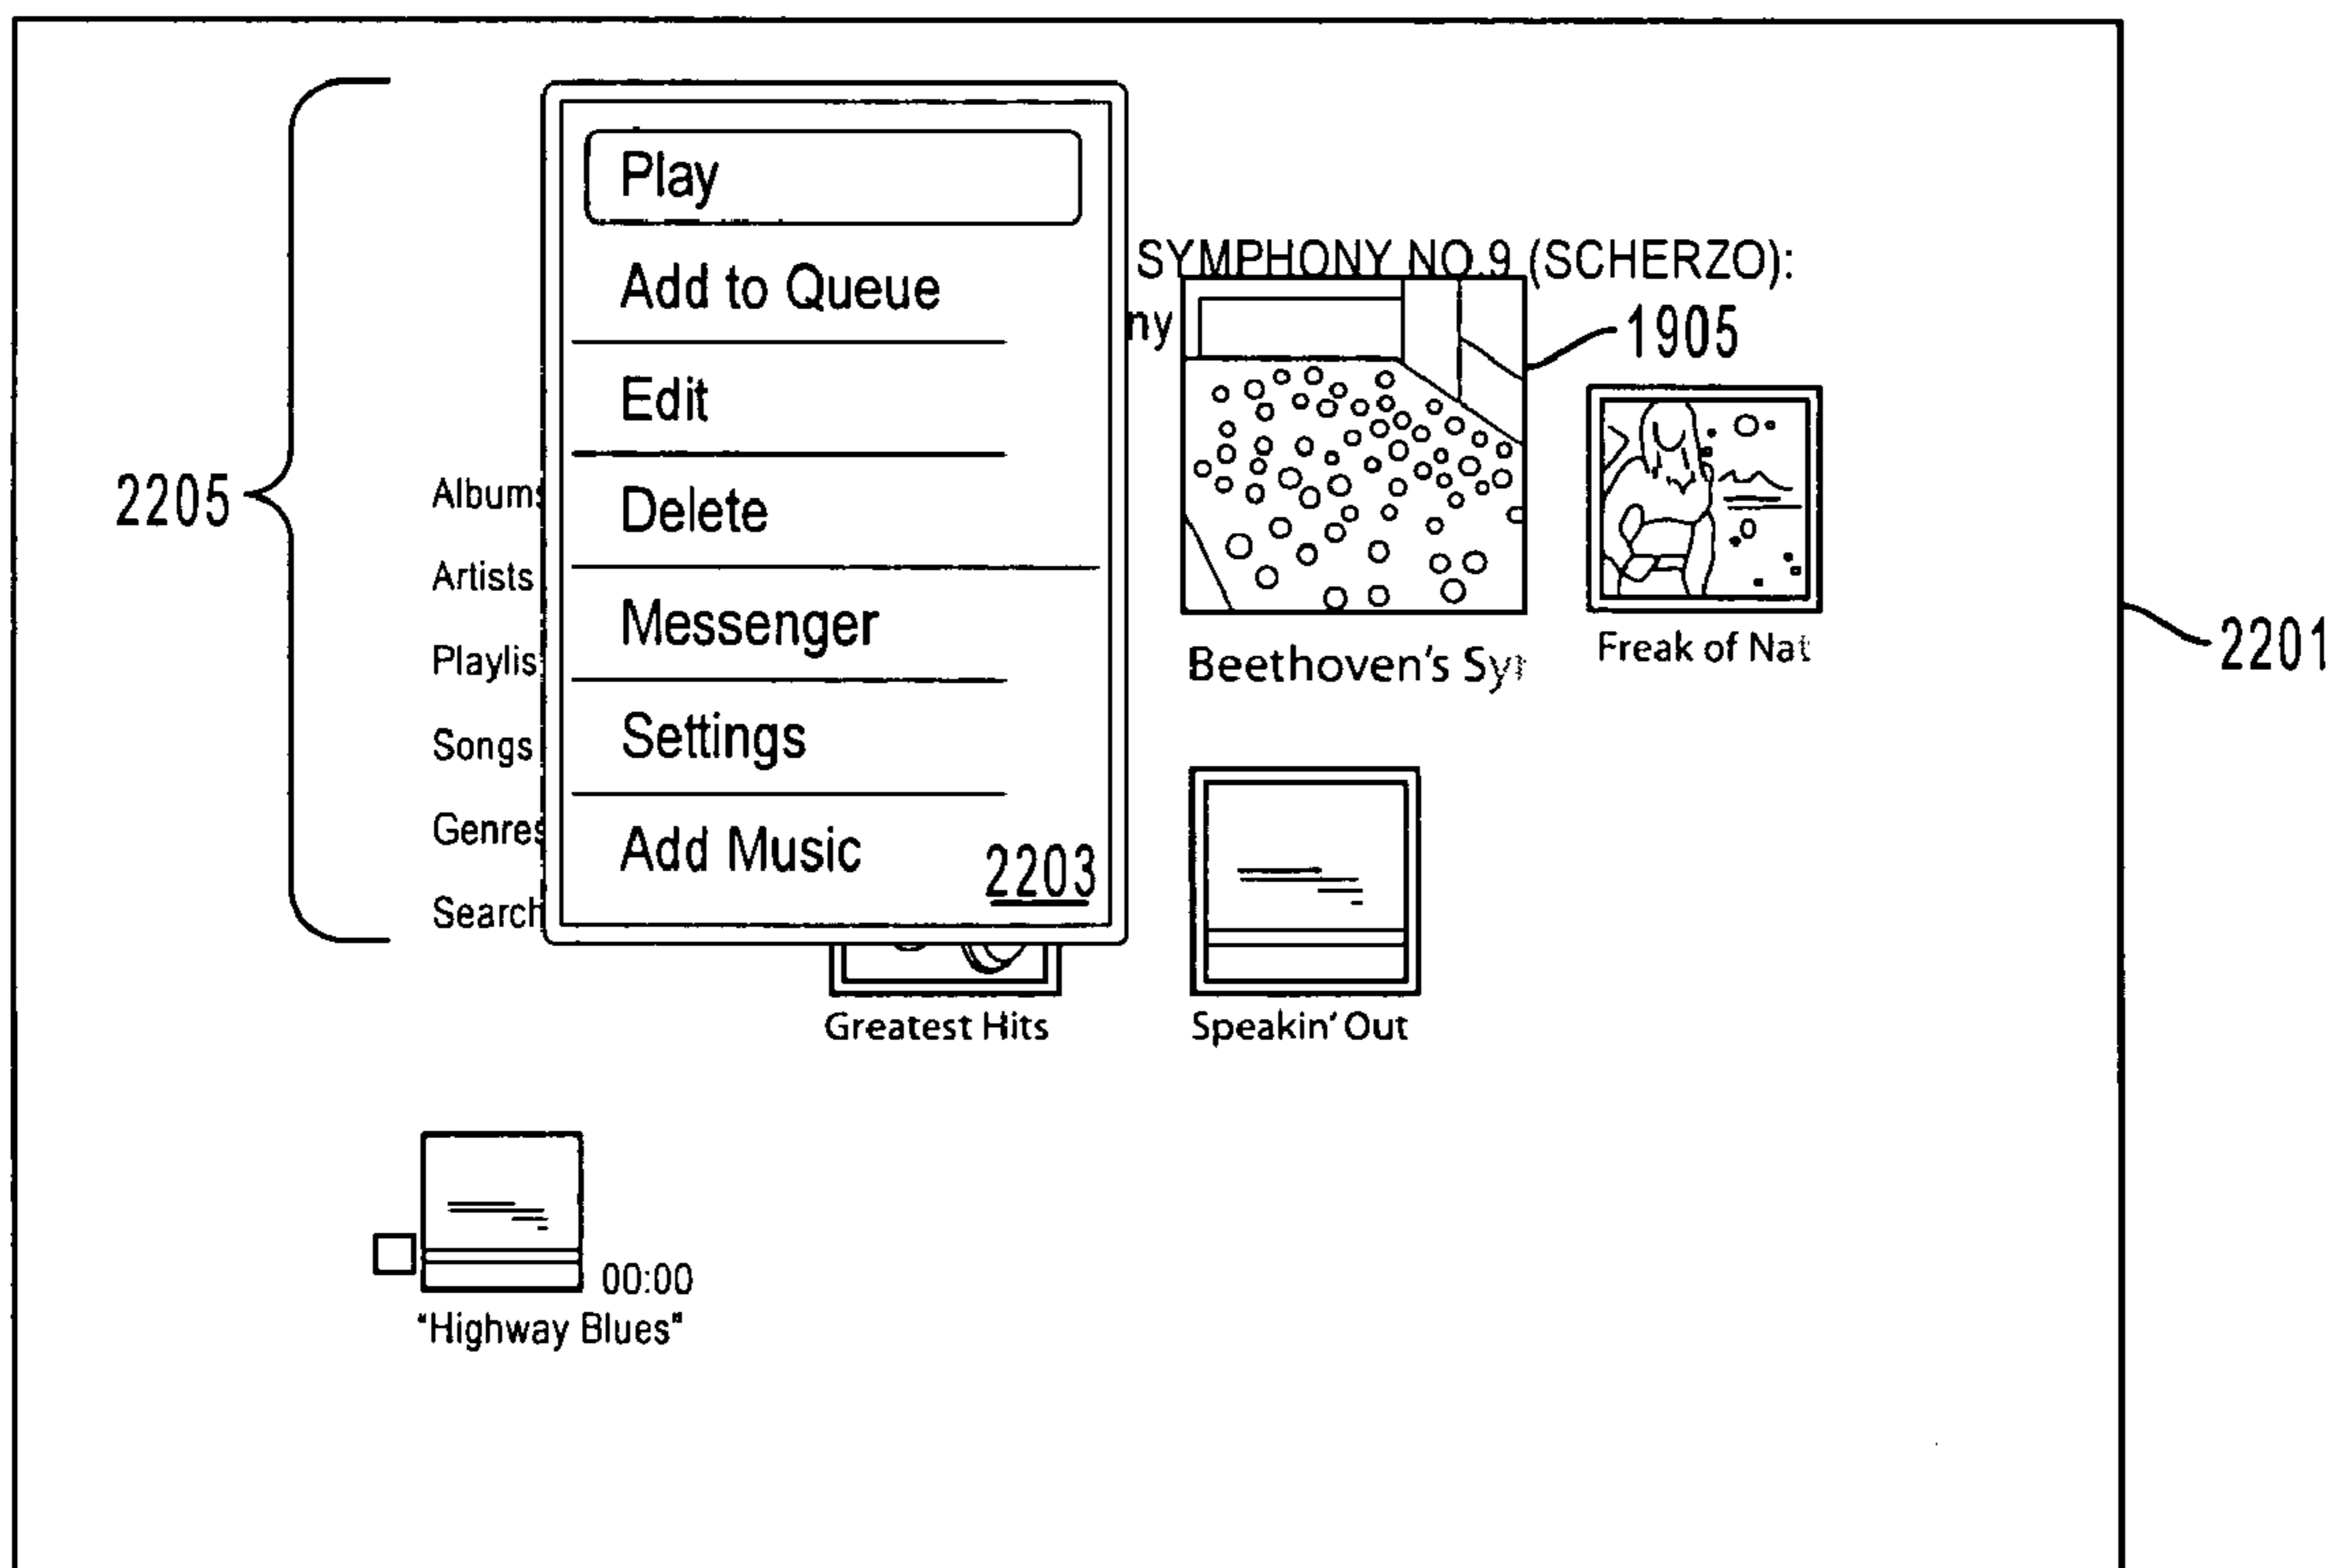 Play
Add to Queue
Edit
Delete
Messenger
Settings
Add Music
2203
2205
Albums
Artists
Playlis
Songs
Genres
Search
SYMPHONY NO.9 (SCHERZO):
ny
1905
Beethoven's Sy
Freak of Nat
2201
Greatest Hits
Speakin' Out
00:00
"Highway Blues"